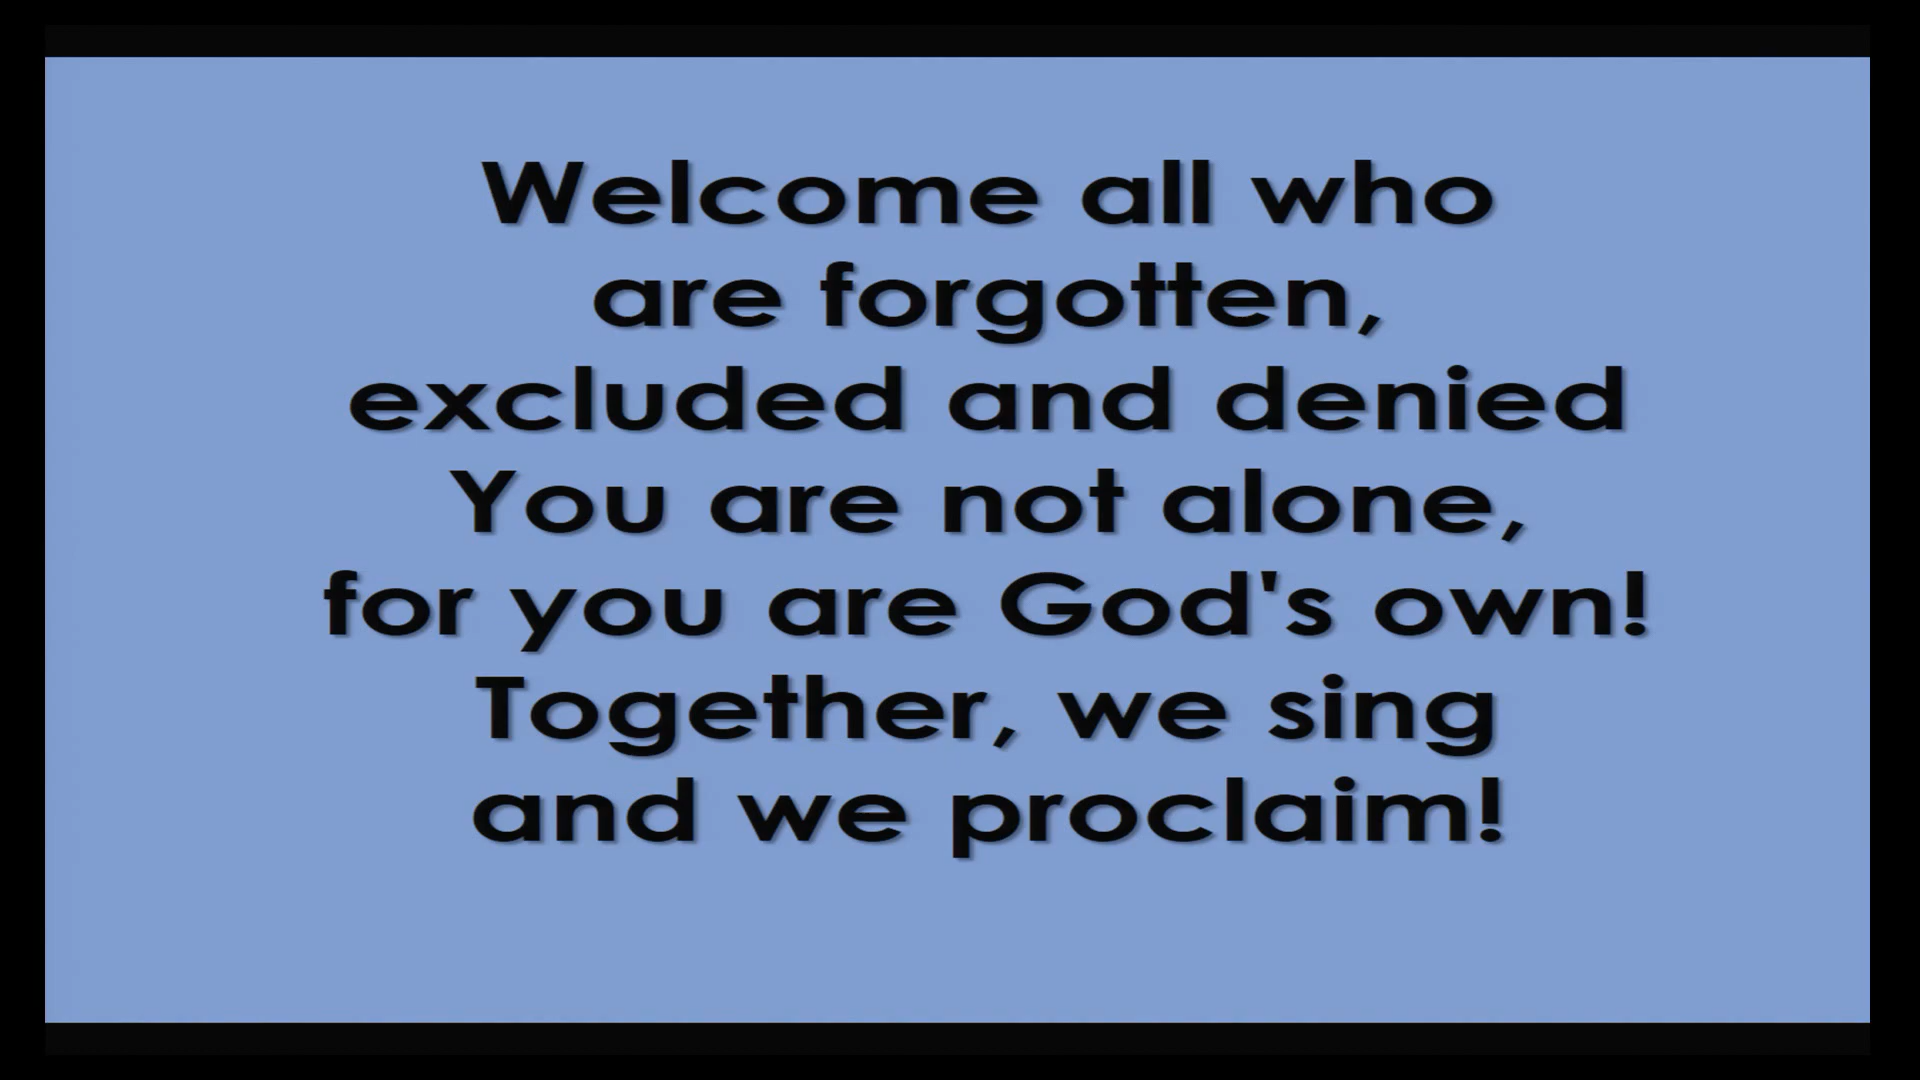 Welcome all who
are forgotten,
excluded and denied
You are not alone,
for you are God's own!
Together, we sing
and we proclaim!